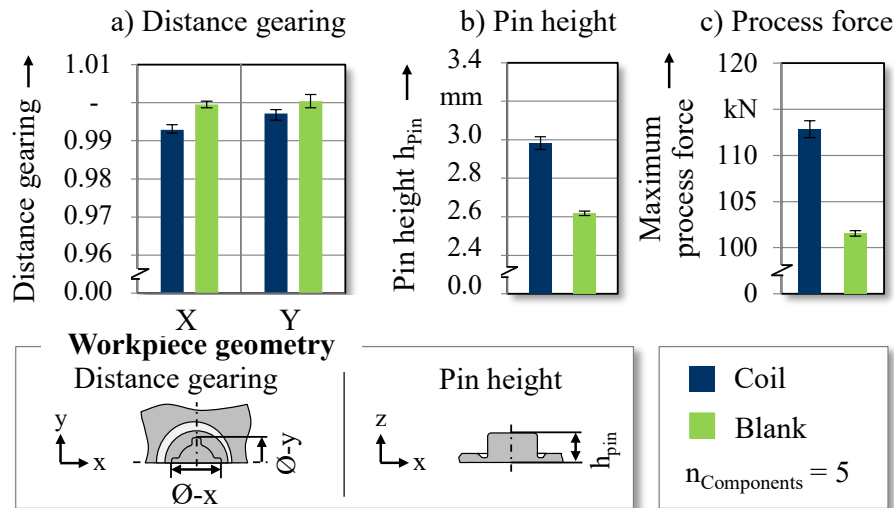 a) Distance gearing
b) Pin height
c) Process force
Distance gearing
1.01
-
0.99
0.98
0.97
0.96
0.00
X
Y
Pin height hPin
3.4
mm
3.0
2.8
2.6
2.4
0.0
Maximum
process force
120
kN
110
105
100
0
Workpiece geometry
Distance gearing
y
x
Ø-y
Ø-x
Pin height
z
x
hpin
Coil
Blank
nComponents = 5